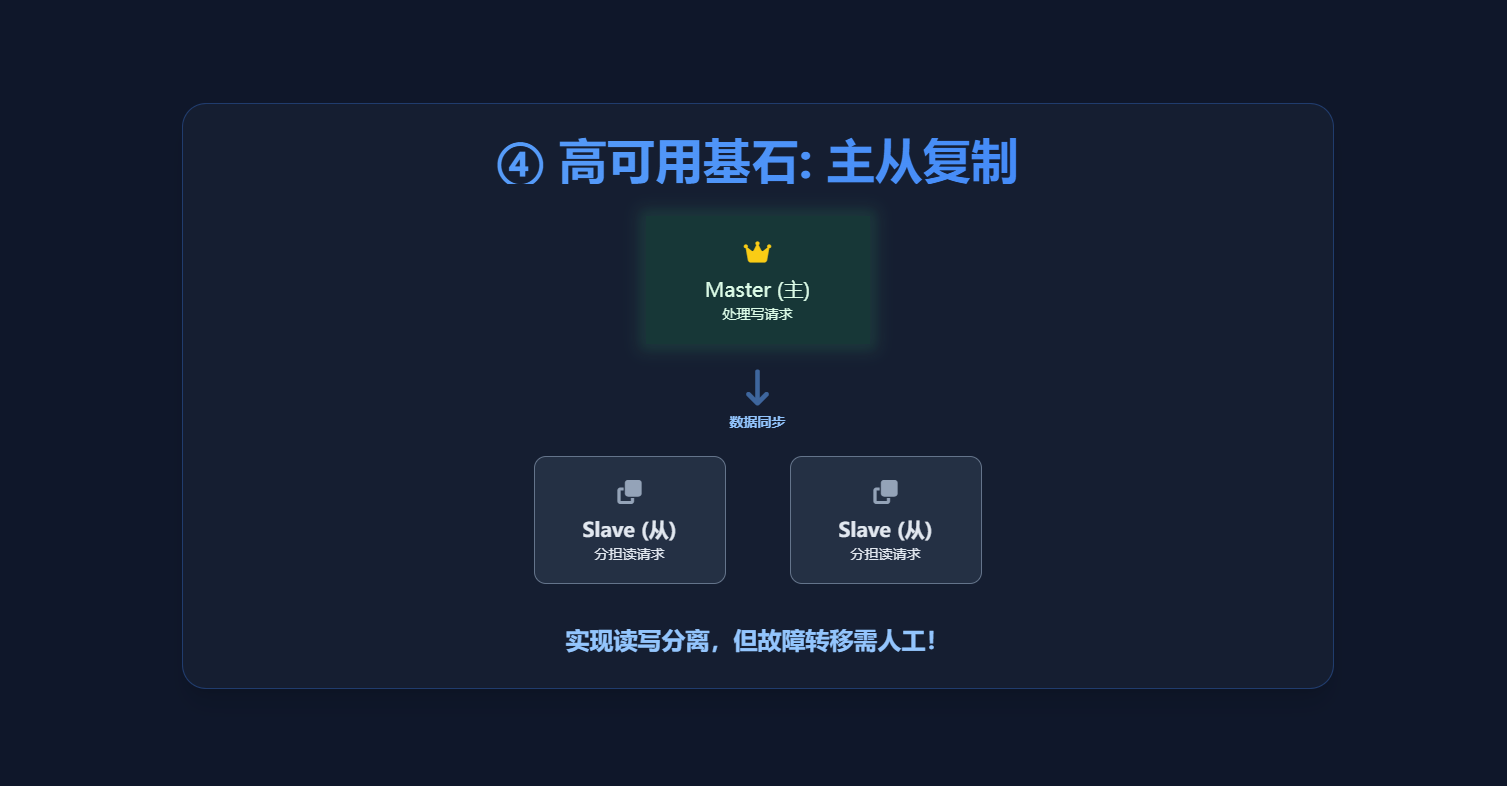 ④ 高可用基石: 主从复制
Master (主)
处理写请求
数据同步
Slave (从)
分担读请求
Slave (从)
分担读请求
实现读写分离，但故障转移需人工！